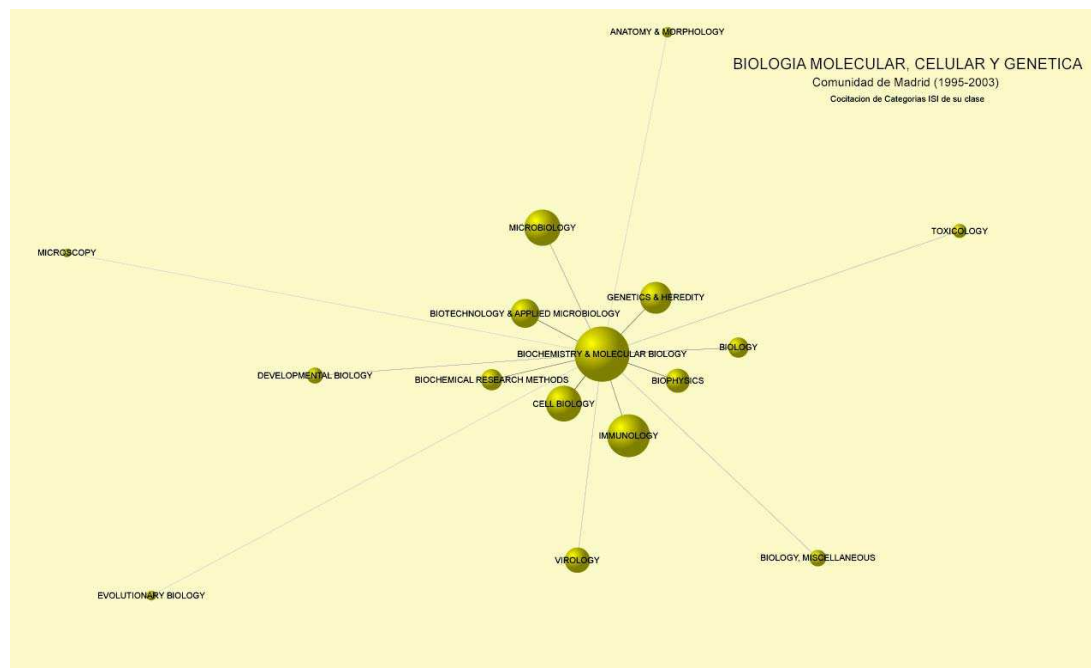 ANATOMY & MORPHOLOGY
BIOLOGIA MOLECULAR, CELULAR Y GENETICA
Comunidad de Madrid (1995-2003)
Cocitacion de Categorias ISI de su clase
MICROBIOLOGY
TOXICOLOGY
MICROSCOPY
GENETICS & HEREDITY
BIOTECHNOLOGY & APPLIED MICROBIOLOGY
BIOLOGY
BIOCHEMISTRY & MOLECULAR BIOLOGY
DEVELOPMENTAL BIOLOGY
BIOCHEMICAL RESEARCH METHODS
BIOPHYSICS
CELL BIOLOGY
IMMUNOLOGY
VIROLOGY
BIOLOGY, MISCELLANEOUS
EVOLUTIONARY BIOLOGY